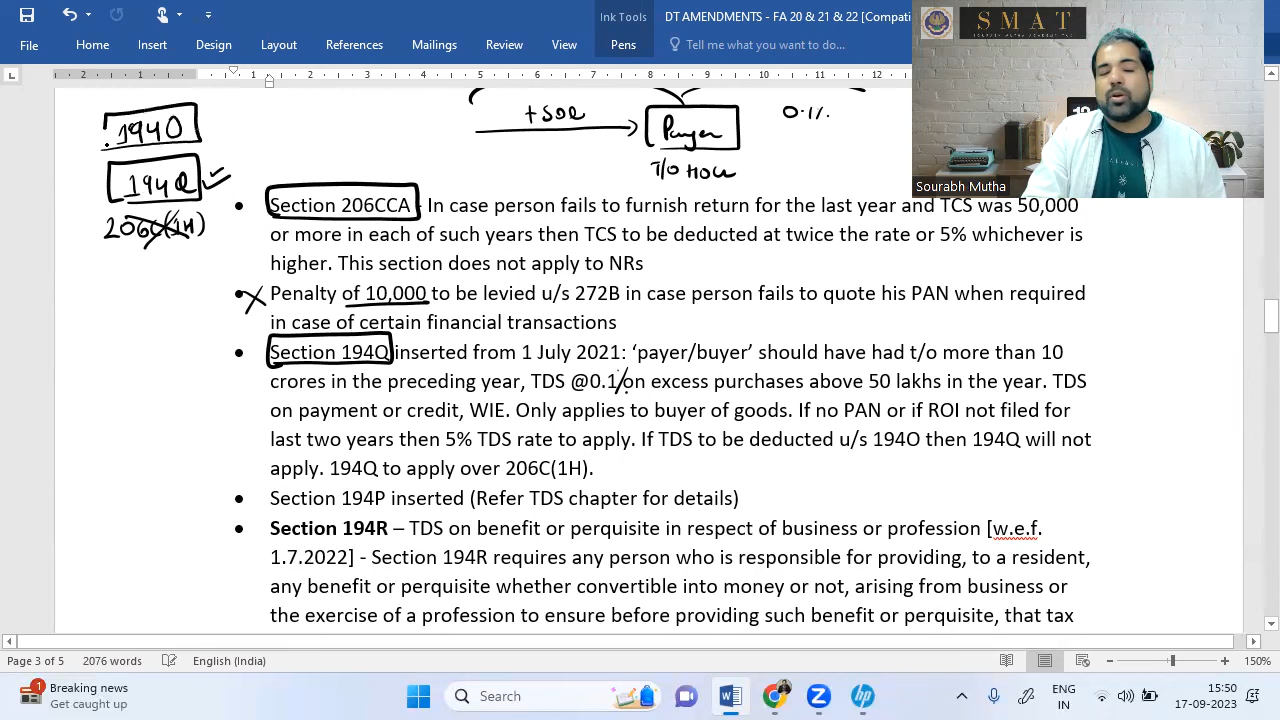 Ink Tools
DT AMENDMENTS - FA 20 & 21 & 22 [Compati
File Home Insert Design Layout References Mailings Review View Pens Tell me what you want to do...
SMAT
2 1 1 2 5 6 7 8 9 10 11 12
194O
194Q
206C(1H)
+SOR
Payer
T/O > 10cr
0.1%
Sourabh Mutha
• Section 206CCA - In case person fails to furnish return for the last year and TCS was 50,000
or more in each of such years then TCS to be deducted at twice the rate or 5% whichever is
higher. This section does not apply to NRs
• Penalty of 10,000 to be levied u/s 272B in case person fails to quote his PAN when required
in case of certain financial transactions
• Section 194Q inserted from 1 July 2021: ‘payer/buyer’ should have had t/o more than 10
crores in the preceding year, TDS @0.1% on excess purchases above 50 lakhs in the year. TDS
on payment or credit, WIE. Only applies to buyer of goods. If no PAN or if ROI not filed for
last two years then 5% TDS rate to apply. If TDS to be deducted u/s 194O then 194Q will not
apply. 194Q to apply over 206C(1H).
• Section 194P inserted (Refer TDS chapter for details)
• Section 194R – TDS on benefit or perquisite in respect of business or profession [w.e.f.
1.7.2022] - Section 194R requires any person who is responsible for providing, to a resident,
any benefit or perquisite whether convertible into money or not, arising from business or
the exercise of a profession to ensure before providing such benefit or perquisite, that tax
Page 3 of 5 2076 words English (India) 150%
Breaking news
Get caught up
Search
ENG
IN
15:50
17-09-2023